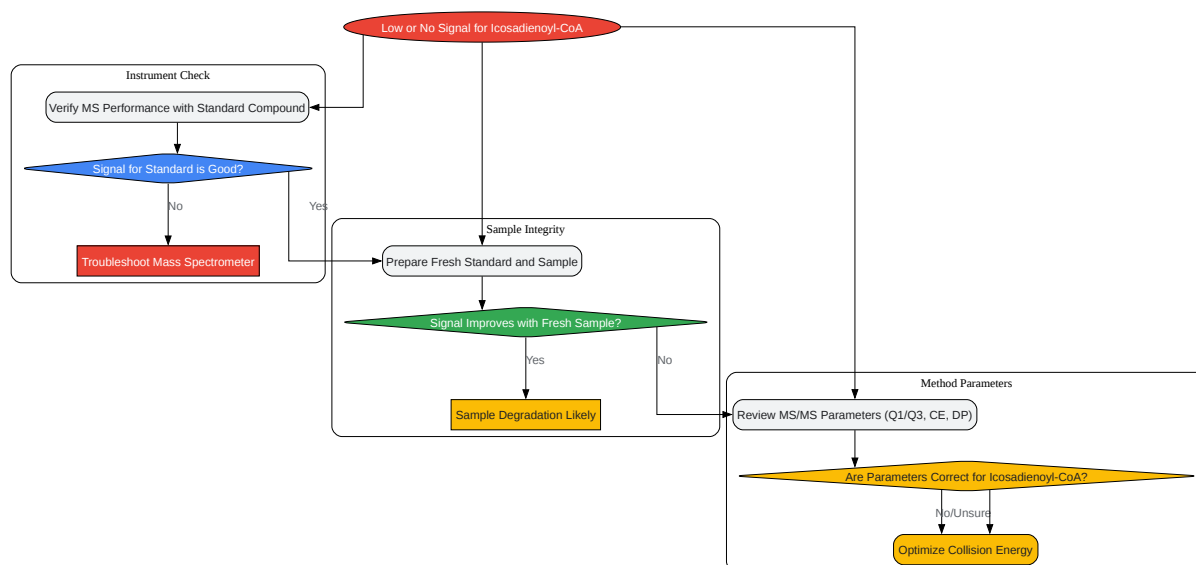 Low or No Signal for Icosadienoyl-CoA
Instrument Check
Verify MS Performance with Standard Compound
Signal for Standard is Good?
No
Yes
Troubleshoot Mass Spectrometer
Sample Integrity
Prepare Fresh Standard and Sample
Signal Improves with Fresh Sample?
Yes
No
Sample Degradation Likely
Method Parameters
Review MS/MS Parameters (Q1/Q3, CE, DP)
Are Parameters Correct for Icosadienoyl-CoA?
No/Unsure
Optimize Collision Energy